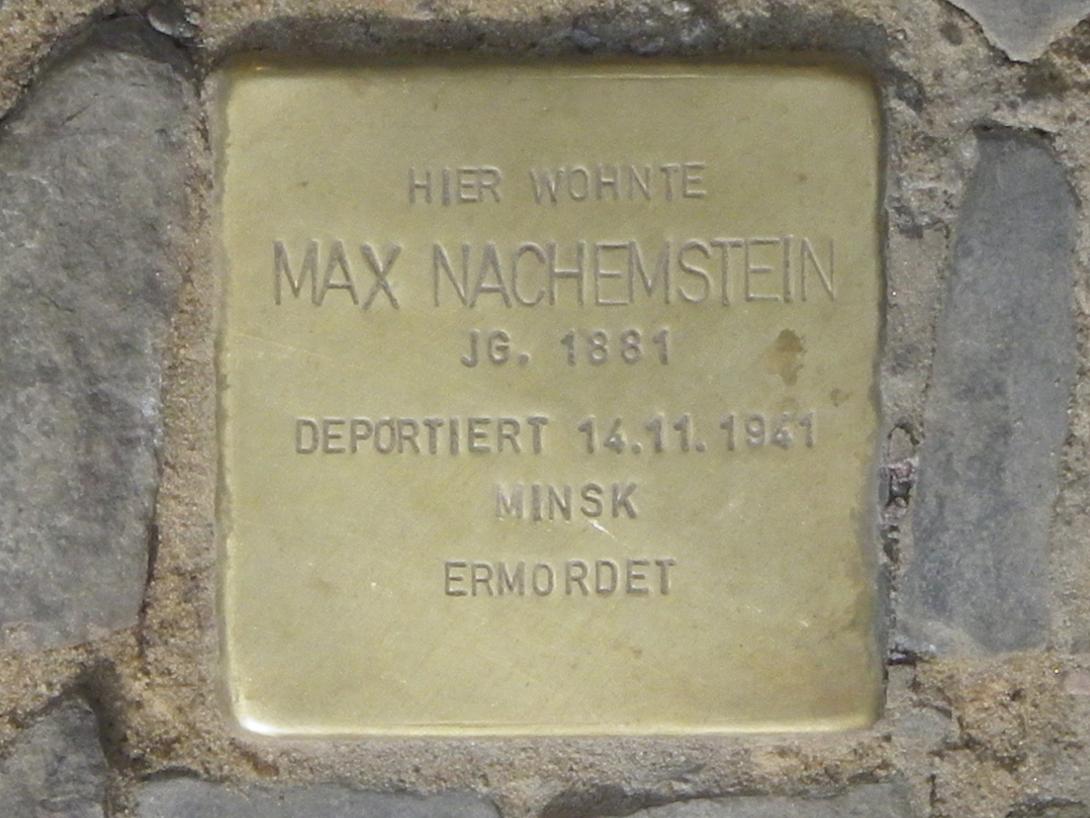 HIER WOHNTE
MAX NACHEMSTEIN
JG. 1881
DEPORTIERT 14.11.1941
MINSK
ERMORDET